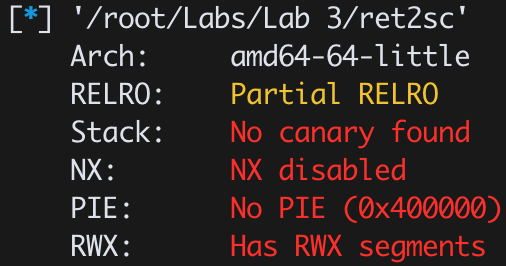 [*] '/root/Labs/Lab 3/ret2sc'
Arch: amd64-64-little
RELRO: Partial RELRO
Stack: No canary found
NX: NX disabled
PIE: No PIE (0x400000)
RWX: Has RWX segments